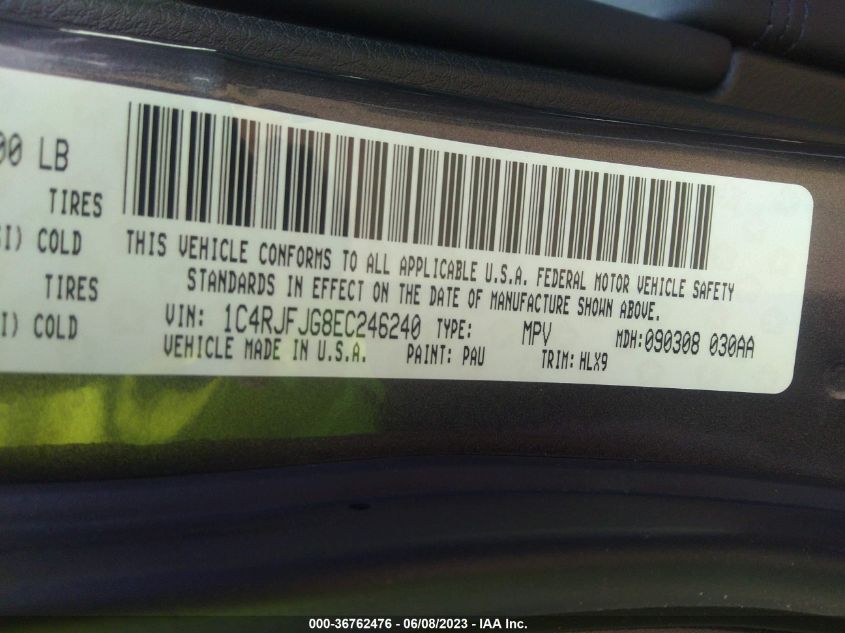 00 LB
TIRES
SI) COLD
TIRES
I) COLD
THIS VEHICLE CONFORMS TO ALL APPLICABLE U.S.A. FEDERAL MOTOR VEHICLE SAFETY
STANDARDS IN EFFECT ON THE DATE OF MANUFACTURE SHOWN ABOVE.
VIN: 1C4RJFJG8EC246240 TYPE: MPV MDH:090308 030AA
VEHICLE MADE IN U.S.A. PAINT: PAU TRIM: HLX9
000-36762476 - 06/08/2023 - IAA Inc.